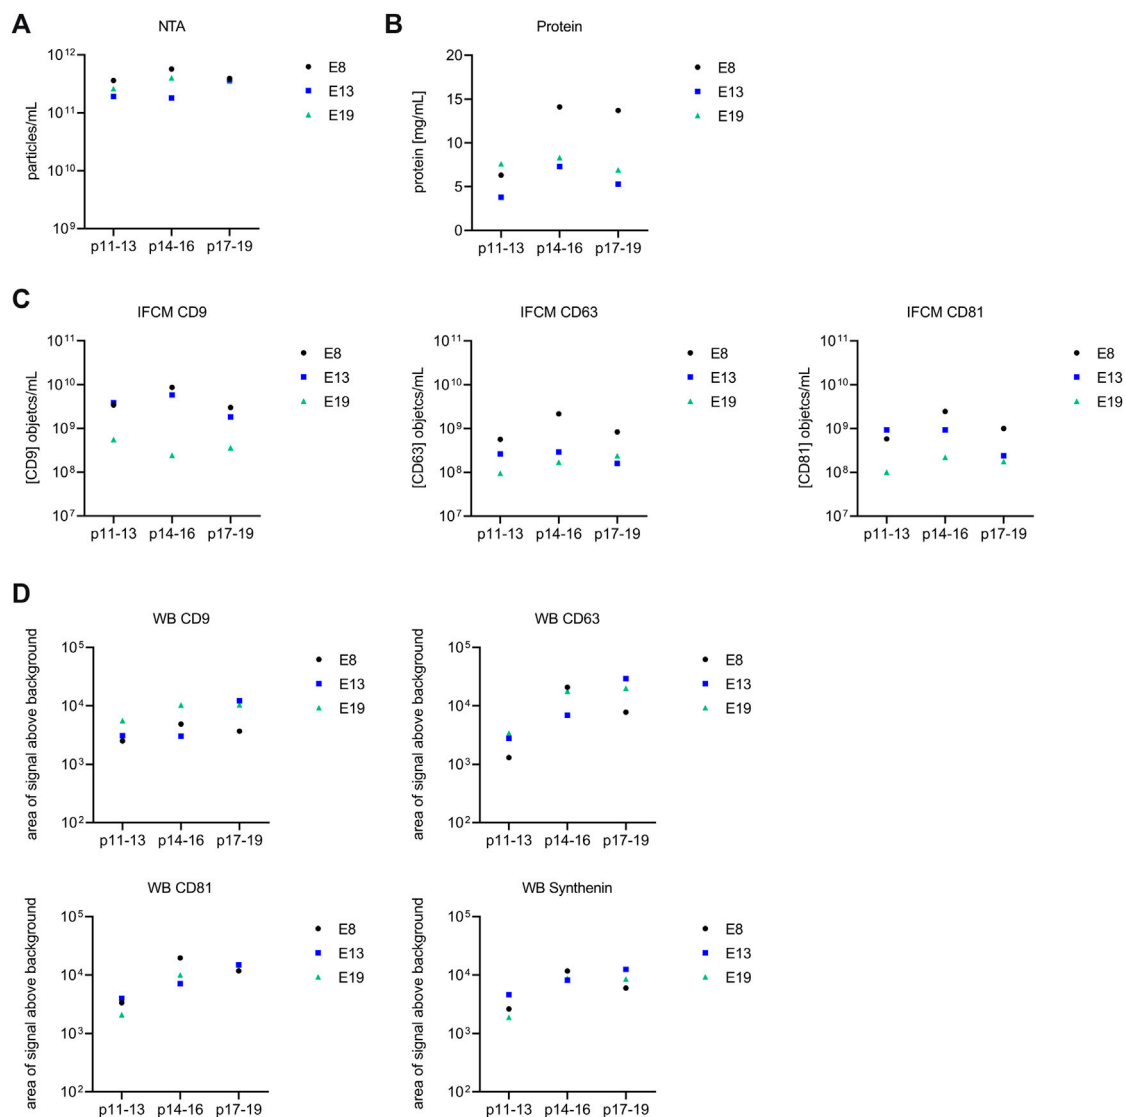 A
NTA
particles/mL
10¹²
10¹¹
10¹⁰
10⁹
p11-13 p14-16 p17-19
E8
E13
E19
B
Protein
protein [mg/mL]
20
15
10
5
0
p11-13 p14-16 p17-19
E8
E13
E19
C
IFCM CD9
[CD9] objetcs/mL
10¹¹
10¹⁰
10⁹
10⁸
10⁷
p11-13 p14-16 p17-19
E8
E13
E19
IFCM CD63
[CD63] objetcs/mL
10¹¹
10¹⁰
10⁹
10⁸
10⁷
p11-13 p14-16 p17-19
E8
E13
E19
IFCM CD81
[CD81] objetcs/mL
10¹¹
10¹⁰
10⁹
10⁸
10⁷
p11-13 p14-16 p17-19
E8
E13
E19
D
WB CD9
area of signal above background
10⁵
10⁴
10³
10²
p11-13 p14-16 p17-19
E8
E13
E19
WB CD63
area of signal above background
10⁵
10⁴
10³
10²
p11-13 p14-16 p17-19
E8
E13
E19
WB CD81
area of signal above background
10⁵
10⁴
10³
10²
p11-13 p14-16 p17-19
E8
E13
E19
WB Synthenin
area of signal above background
10⁵
10⁴
10³
10²
p11-13 p14-16 p17-19
E8
E13
E19